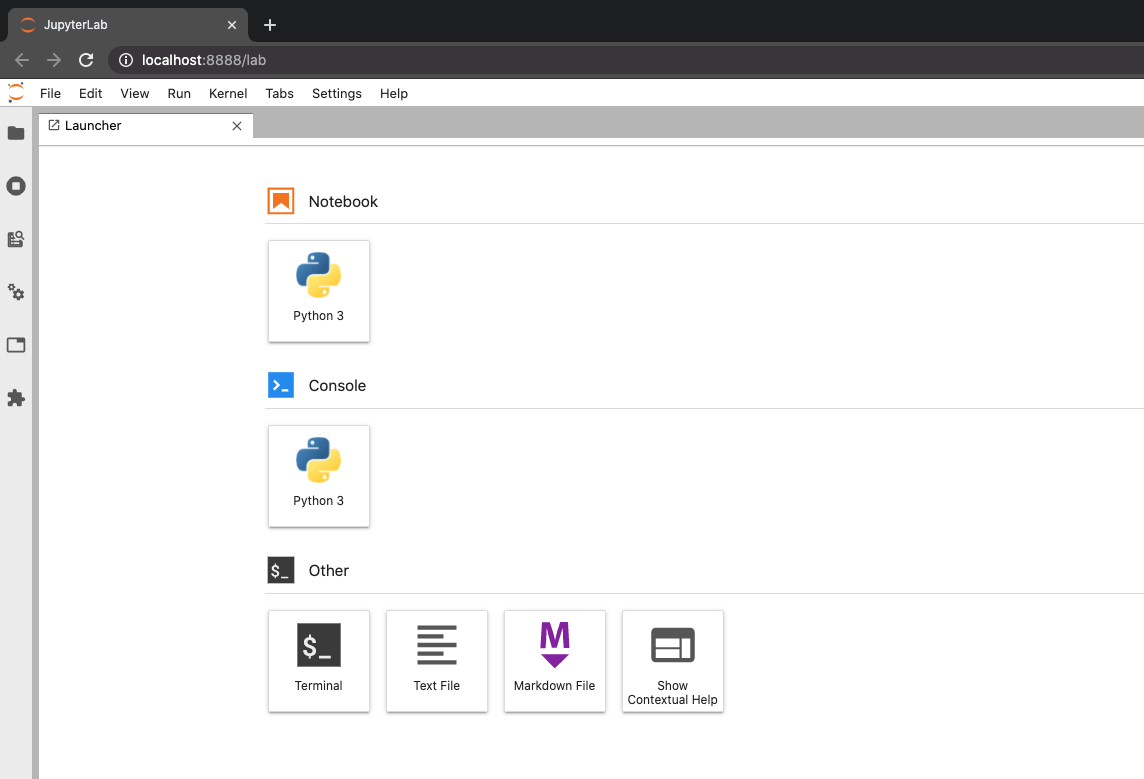 JupyterLab
localhost:8888/lab
File Edit View Run Kernel Tabs Settings Help
Launcher
Notebook
Python 3
Console
Python 3
$_ Other
$_
M
Terminal
Text File
Markdown File
Show
Contextual Help